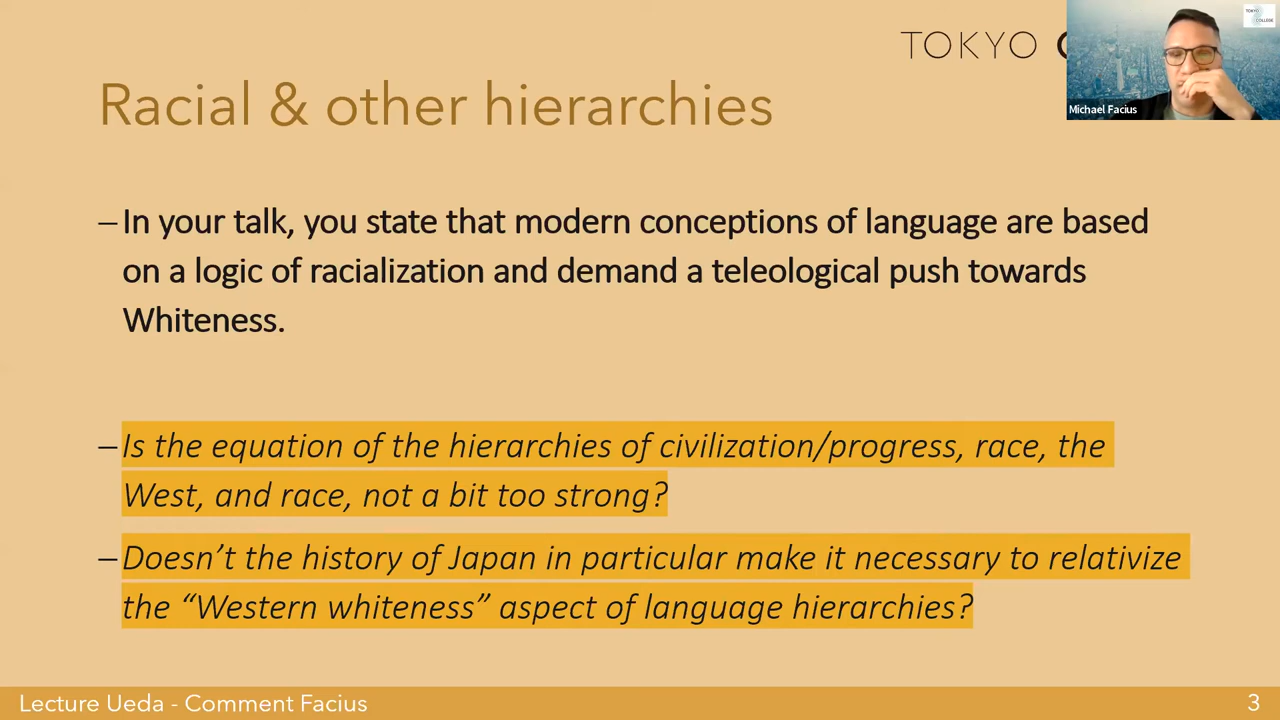 TOKYO
TOKYO
COLLEGE
Michael Facius
Racial & other hierarchies
– In your talk, you state that modern conceptions of language are based
on a logic of racialization and demand a teleological push towards
Whiteness.
– Is the equation of the hierarchies of civilization/progress, race, the
West, and race, not a bit too strong?
– Doesn’t the history of Japan in particular make it necessary to relativize
the “Western whiteness” aspect of language hierarchies?
Lecture Ueda - Comment Facius
3